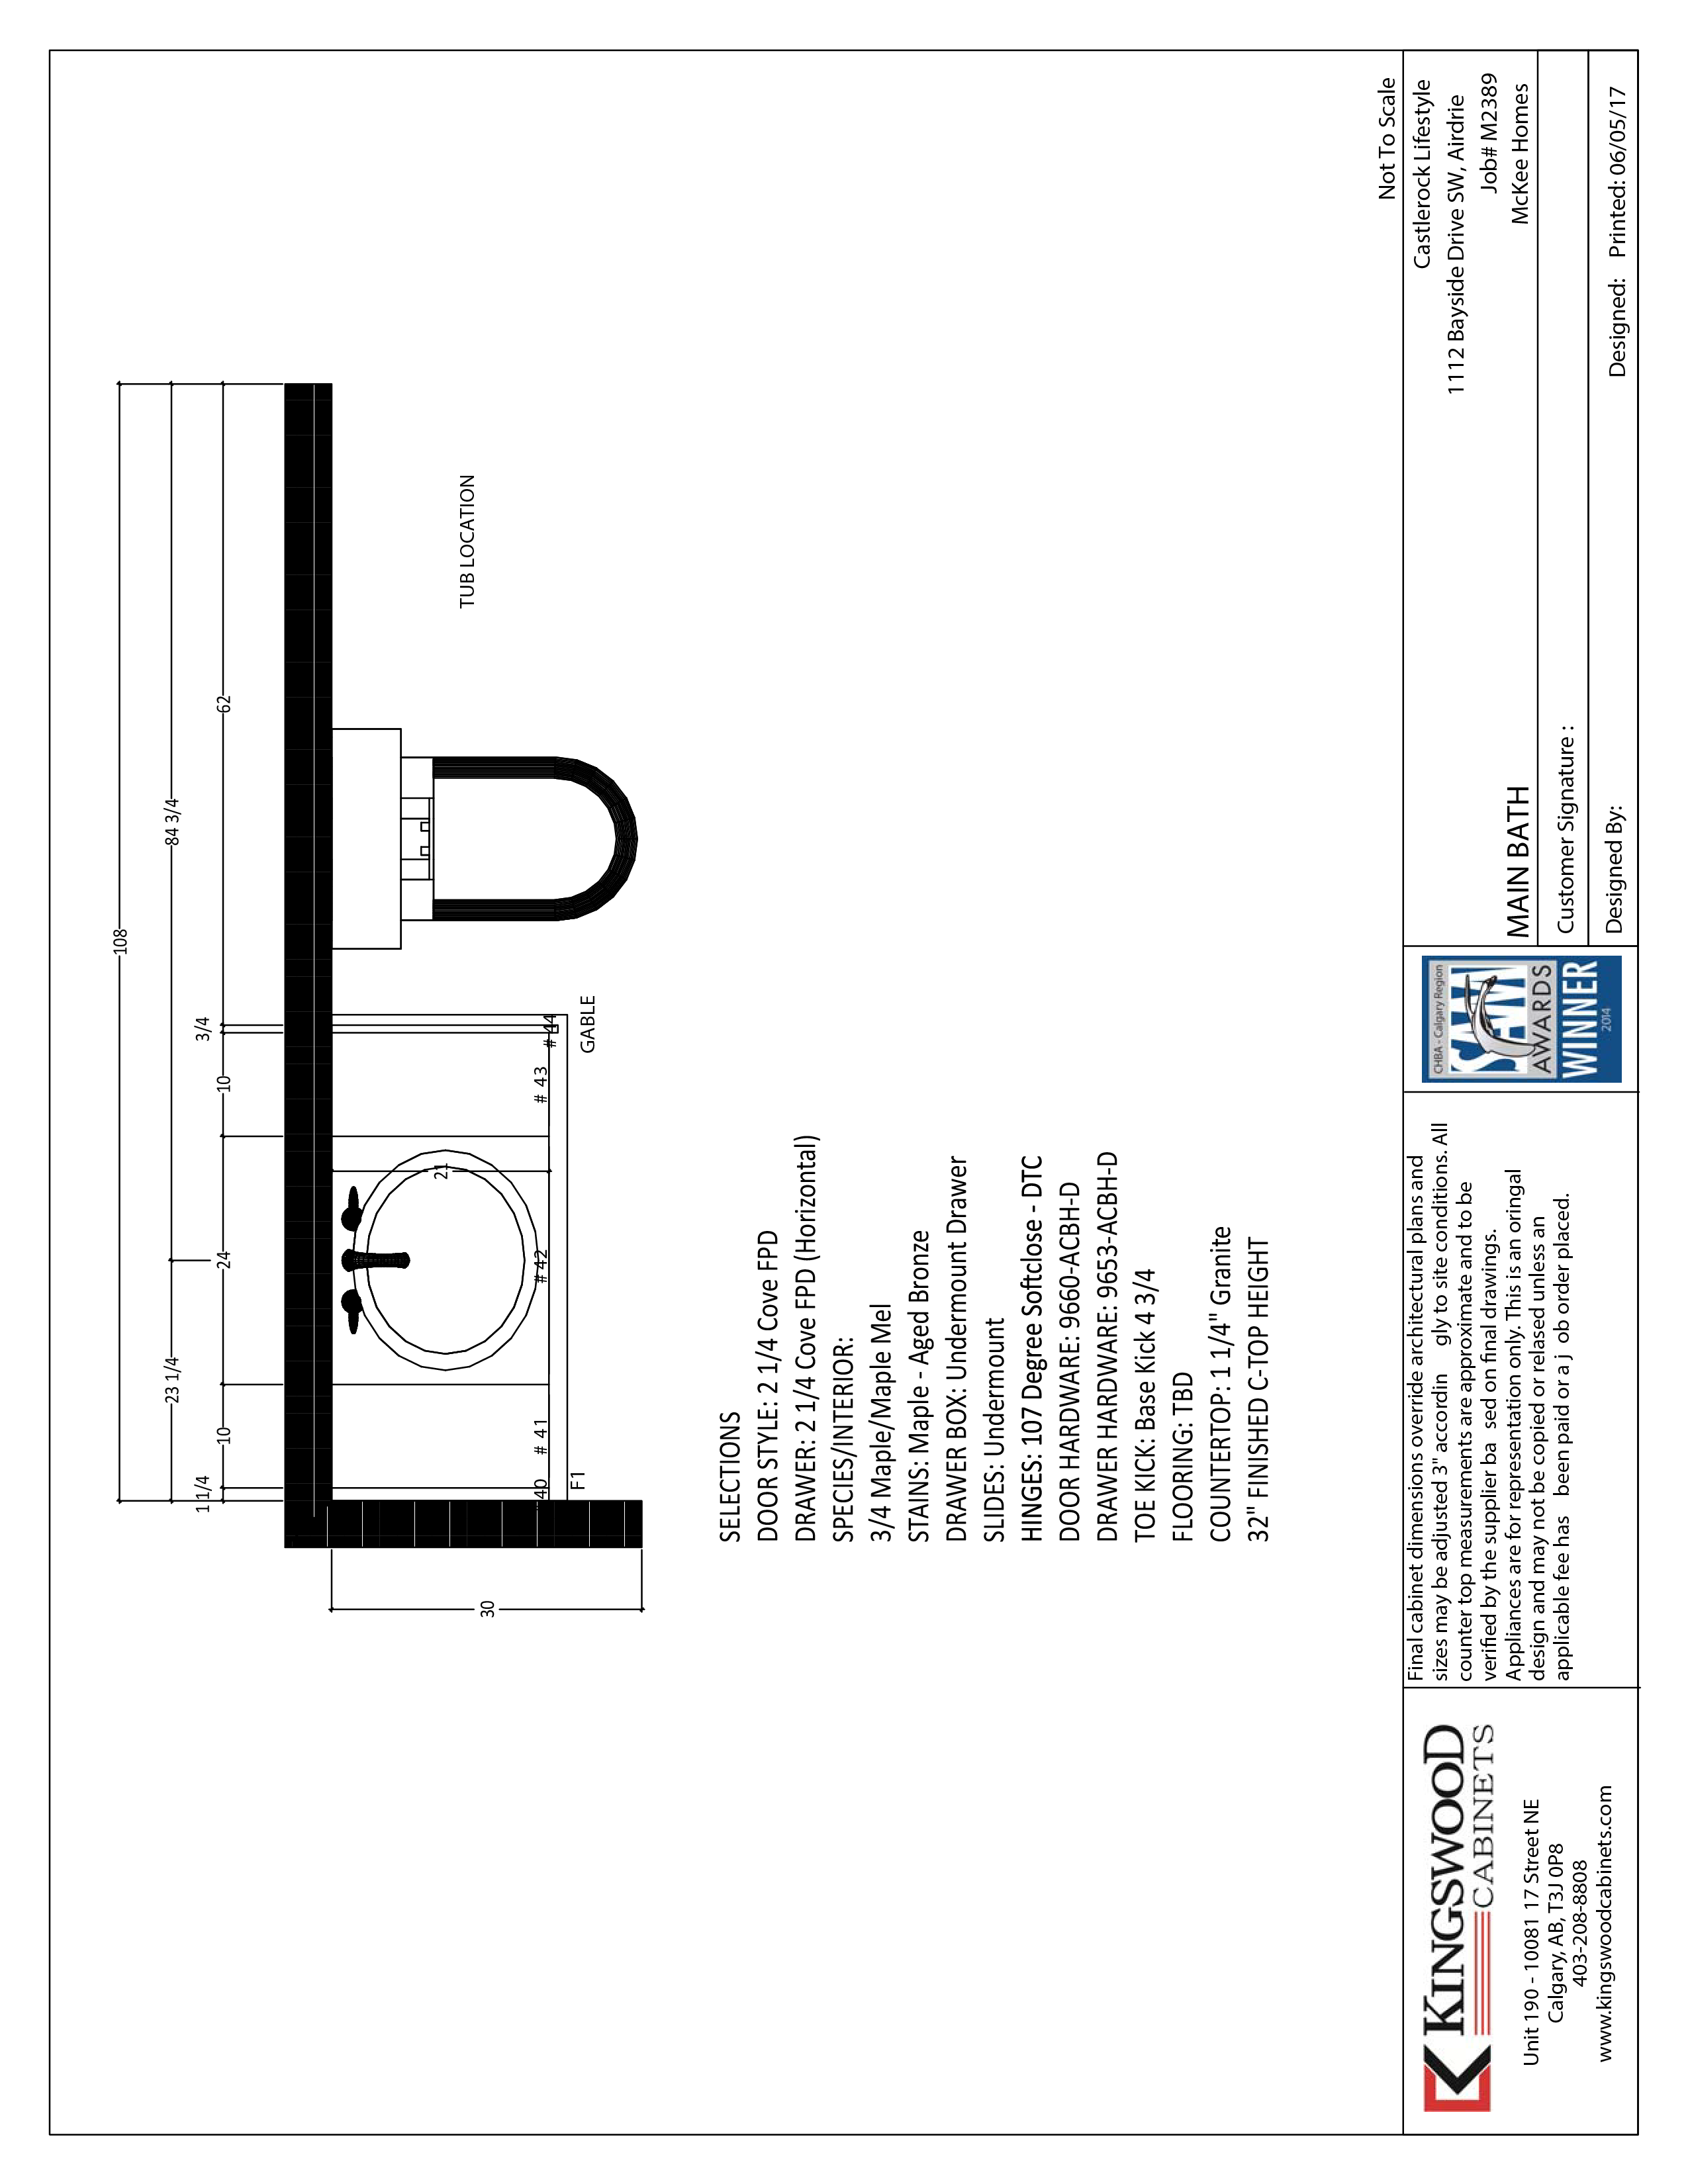 108
84 3/4
23 1/4
1 1/4
10
24
10
3/4
62
30
21
40
# 41
# 42
# 43
# 44
F1
GABLE
TUB LOCATION
SELECTIONS
DOOR STYLE: 2 1/4 Cove FPD
DRAWER: 2 1/4 Cove FPD (Horizontal)
SPECIES/INTERIOR:
3/4 Maple/Maple Mel
STAINS: Maple - Aged Bronze
DRAWER BOX: Undermount Drawer
SLIDES: Undermount
HINGES: 107 Degree Softclose - DTC
DOOR HARDWARE: 9660-ACBH-D
DRAWER HARDWARE: 9653-ACBH-D
TOE KICK: Base Kick 4 3/4
FLOORING: TBD
COUNTERTOP: 1 1/4" Granite
32" FINISHED C-TOP HEIGHT
Not To Scale
KINGSWOOD
CABINETS
Unit 190 - 10081 17 Street NE
Calgary, AB, T3J 0P8
403-208-8808
www.kingswoodcabinets.com
Final cabinet dimensions override architectural plans and
sizes may be adjusted 3" accordin gly to site conditions. All
counter top measurements are approximate and to be
verified by the supplier ba sed on final drawings.
Appliances are for representation only. This is an oringal
design and may not be copied or relased unless an
applicable fee has been paid or a j ob order placed.
CHBA - Calgary Region
SAM
AWARDS
WINNER
2014
Castlerock Lifestyle
1112 Bayside Drive SW, Airdrie
Job# M2389
McKee Homes
MAIN BATH
Customer Signature :
Designed By:
Designed:
Printed: 06/05/17